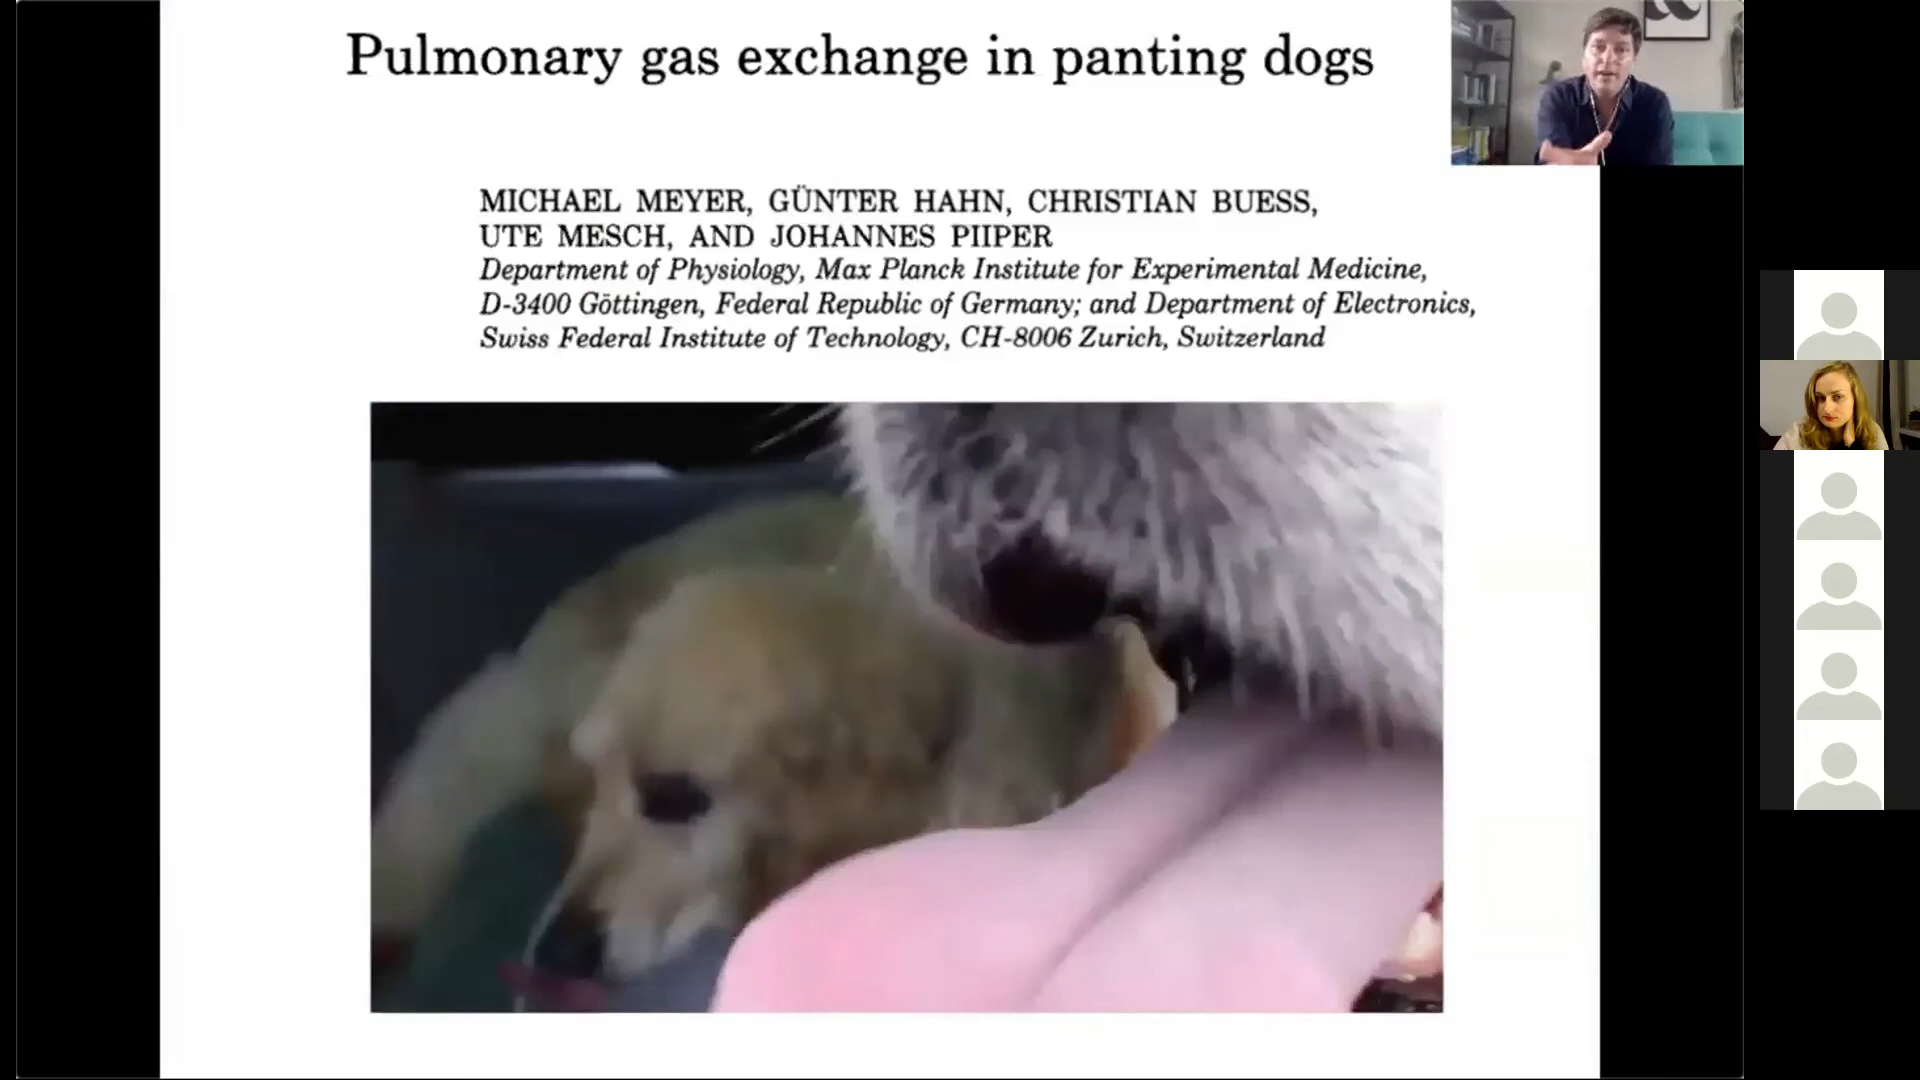 Pulmonary gas exchange in panting dogs
MICHAEL MEYER, GÜNTER HAHN, CHRISTIAN BUESS,
UTE MESCH, AND JOHANNES PIIPER
Department of Physiology, Max Planck Institute for Experimental Medicine,
D-3400 Göttingen, Federal Republic of Germany; and Department of Electronics,
Swiss Federal Institute of Technology, CH-8006 Zurich, Switzerland